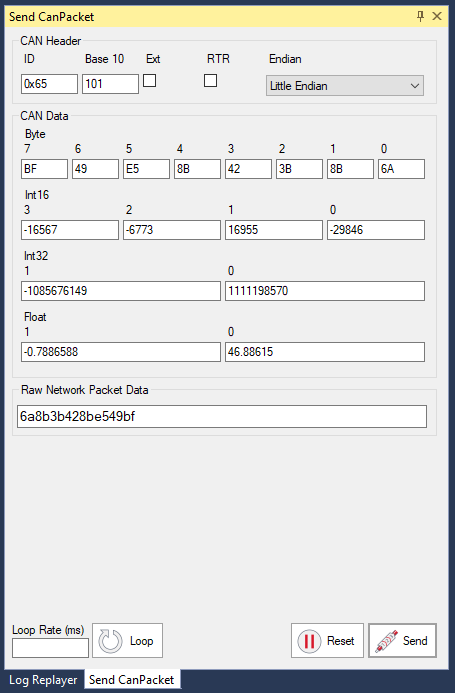 Send CanPacket
CAN Header
ID Base 10 Ext RTR Endian
0x65 101 Little Endian
CAN Data
Byte
7 6 5 4 3 2 1 0
BF 49 E5 8B 42 3B 8B 6A
Int16
3 2 1 0
-16567 -6773 16955 -29846
Int32
1 0
-1085676149 1111198570
Float
1 0
-0.7886588 46.88615
Raw Network Packet Data
6a8b3b428be549bf
Loop Rate (ms)
Loop Reset Send
Log Replayer Send CanPacket